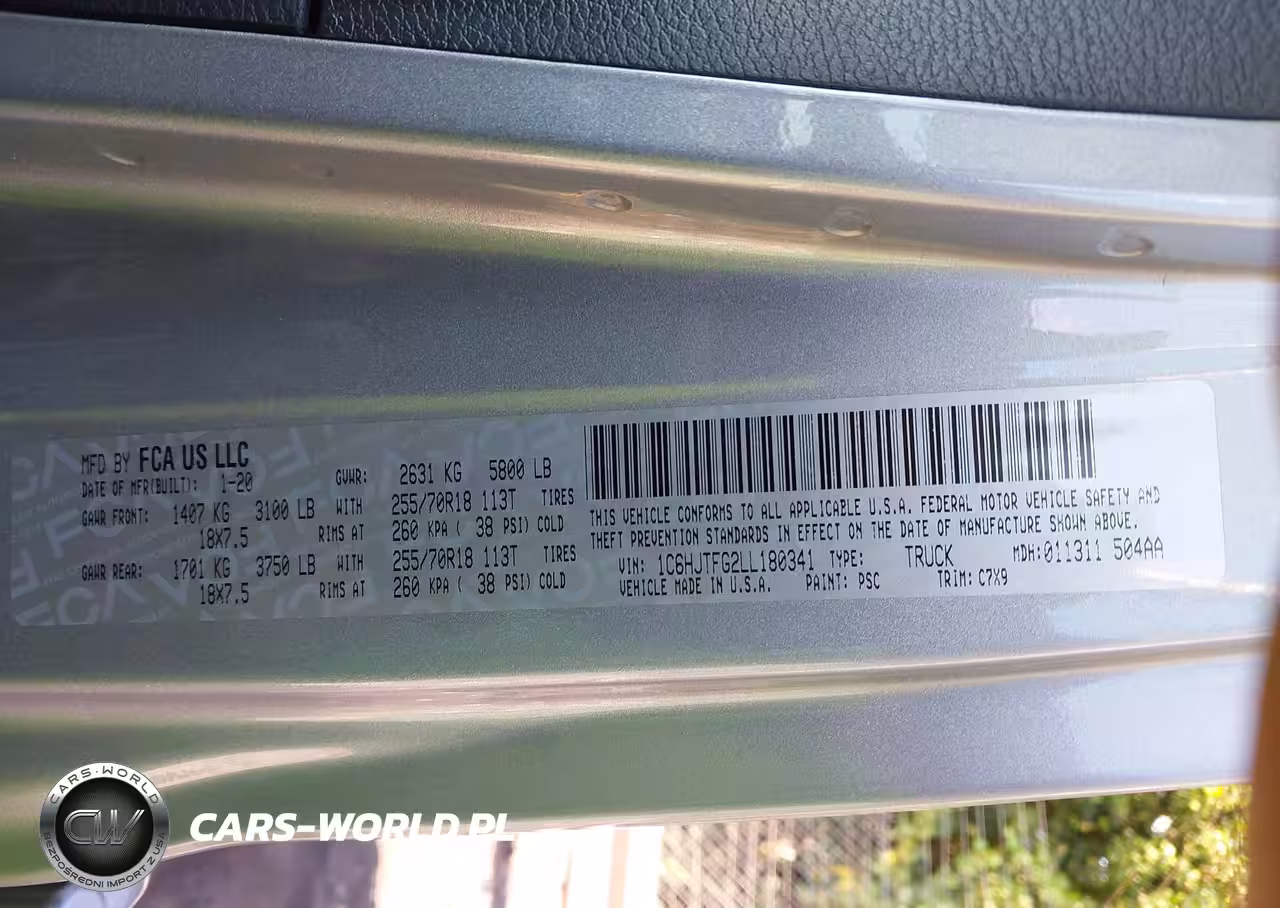 MFD BY FCA US LLC
DATE OF MFR(BUILT): 1-20
GVWR: 2631 KG 5800 LB
GAWR FRONT: 1407 KG 3100 LB WITH 255/70R18 113T TIRES
18X7.5 RIMS AT 260 KPA ( 38 PSI) COLD
GAWR REAR: 1701 KG 3750 LB WITH 255/70R18 113T TIRES
18X7.5 RIMS AT 260 KPA ( 38 PSI) COLD
THIS VEHICLE CONFORMS TO ALL APPLICABLE U.S.A. FEDERAL MOTOR VEHICLE SAFETY AND
THEFT PREVENTION STANDARDS IN EFFECT ON THE DATE OF MANUFACTURE SHOWN ABOVE.
VIN: 1C6HJTFG2LL180341 TYPE: TRUCK MDH:011311 504AA
VEHICLE MADE IN U.S.A. PAINT: PSC TRIM: C7X9
CARS-WORLD
CW
BEZPOŚREDNI IMPORT Z USA
CARS-WORLD.PL